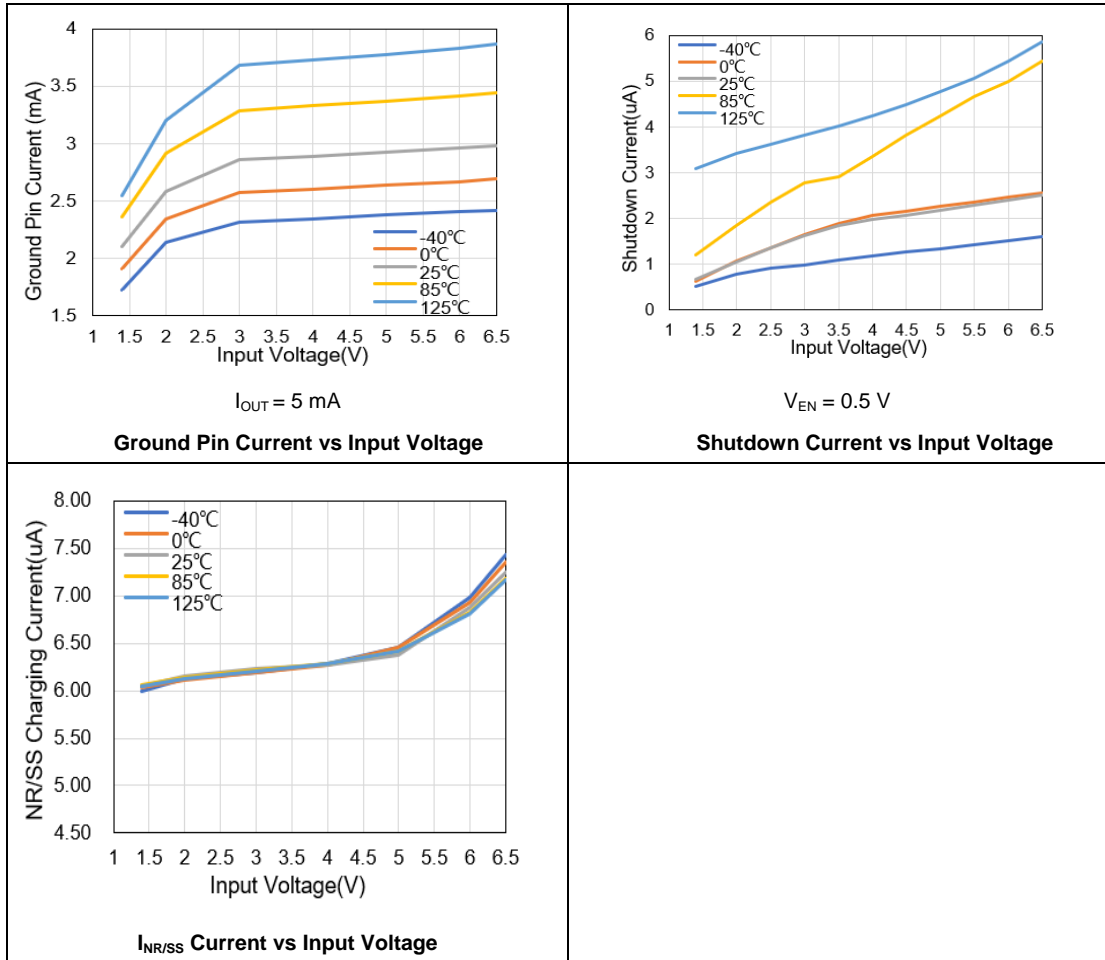 4
3.5
3
2.5
2
1.5
Ground Pin Current (mA)
-40℃
0℃
25℃
85℃
125℃
1 1.5 2 2.5 3 3.5 4 4.5 5 5.5 6 6.5
Input Voltage(V)
I_OUT = 5 mA
Ground Pin Current vs Input Voltage
6
5
4
3
2
1
0
Shutdown Current(uA)
-40℃
0℃
25℃
85℃
125℃
1 1.5 2 2.5 3 3.5 4 4.5 5 5.5 6 6.5
Input Voltage(V)
V_EN = 0.5 V
Shutdown Current vs Input Voltage
8.00
7.50
7.00
6.50
6.00
5.50
5.00
4.50
NR/SS Charging Current(uA)
-40℃
0℃
25℃
85℃
125℃
1 1.5 2 2.5 3 3.5 4 4.5 5 5.5 6 6.5
Input Voltage(V)
I_NR/SS Current vs Input Voltage